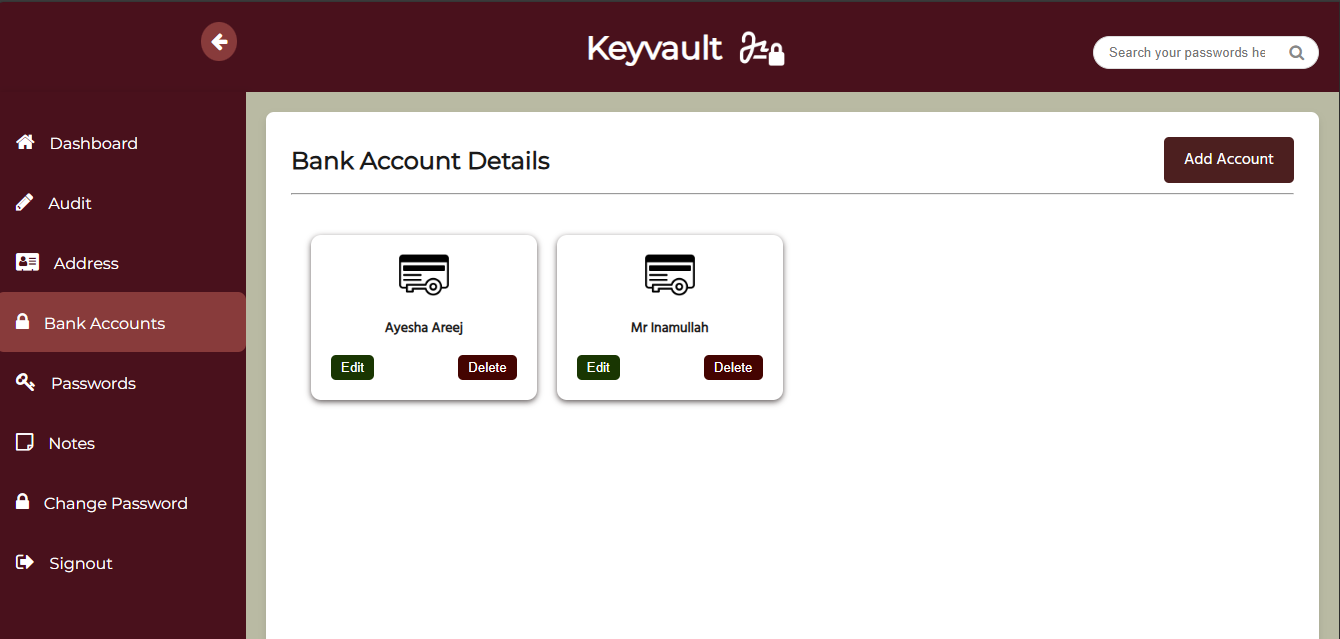 Keyvault
Search your passwords he
Dashboard
Audit
Address
Bank Accounts
Passwords
Notes
Change Password
Signout
Bank Account Details
Add Account
Ayesha Areej
Edit Delete
Mr Inamullah
Edit Delete